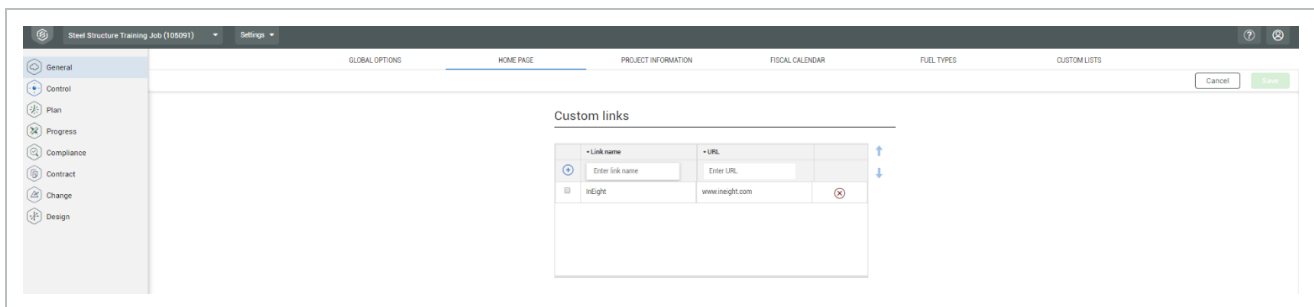 Steel Structure Training Job (105091) Settings
General
Control
Plan
Progress
Compliance
Contract
Change
Design
GLOBAL OPTIONS HOME PAGE PROJECT INFORMATION FISCAL CALENDAR FUEL TYPES CUSTOM LISTS
Cancel Save
Custom links
Link name URL
Enter link name Enter URL
InEight www.ineight.com